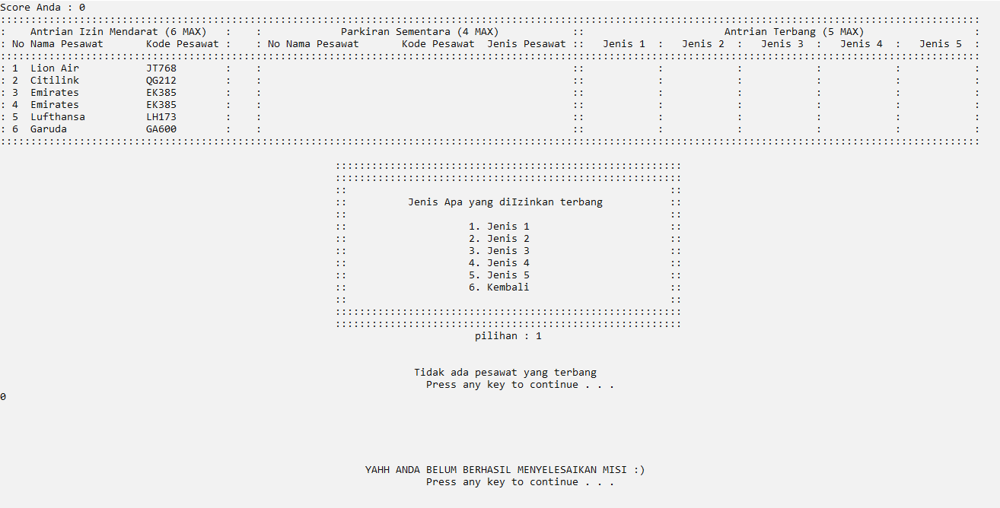 Score Anda : 0
:::::::::::::::::::::::::::::::::::::::::::::::::::::::::::::::::::::::::::::::::::::::::::::::::::::::::::::::::::::::::::::::::::::::::::::::::::::::::::::::::
:    Antrian Izin Mendarat (6 MAX)   :    :             Parkiran Sementara (4 MAX)            ::                       Antrian Terbang (5 MAX)                  :
: No Nama Pesawat       Kode Pesawat :    : No Nama Pesawat       Kode Pesawat  Jenis Pesawat ::   Jenis 1  :   Jenis 2  :   Jenis 3  :   Jenis 4  :   Jenis 5  :
:::::::::::::::::::::::::::::::::::::::::::::::::::::::::::::::::::::::::::::::::::::::::::::::::::::::::::::::::::::::::::::::::::::::::::::::::::::::::::::::::
: 1  Lion Air           JT768        :    :                                                   ::            :            :            :            :            :
: 2  Citilink           QG212        :    :                                                   ::            :            :            :            :            :
: 3  Emirates           EK385        :    :                                                   ::            :            :            :            :            :
: 4  Emirates           EK385        :    :                                                   ::            :            :            :            :            :
: 5  Lufthansa          LH173        :    :                                                   ::            :            :            :            :            :
: 6  Garuda             GA600        :    :                                                   ::            :            :            :            :            :
:::::::::::::::::::::::::::::::::::::::::::::::::::::::::::::::::::::::::::::::::::::::::::::::::::::::::::::::::::::::::::::::::::::::::::::::::::::::::::::::::
:::::::::::::::::::::::::::::::::::::::::::::::::::::::::
:::::::::::::::::::::::::::::::::::::::::::::::::::::::::
::                                                     ::
::          Jenis Apa yang diIzinkan terbang           ::
::                                                     ::
::                    1. Jenis 1                       ::
::                    2. Jenis 2                       ::
::                    3. Jenis 3                       ::
::                    4. Jenis 4                       ::
::                    5. Jenis 5                       ::
::                    6. Kembali                       ::
::                                                     ::
:::::::::::::::::::::::::::::::::::::::::::::::::::::::::
:::::::::::::::::::::::::::::::::::::::::::::::::::::::::
pilihan : 1
Tidak ada pesawat yang terbang
Press any key to continue . . .
0
YAHH ANDA BELUM BERHASIL MENYELESAIKAN MISI :)
Press any key to continue . . .